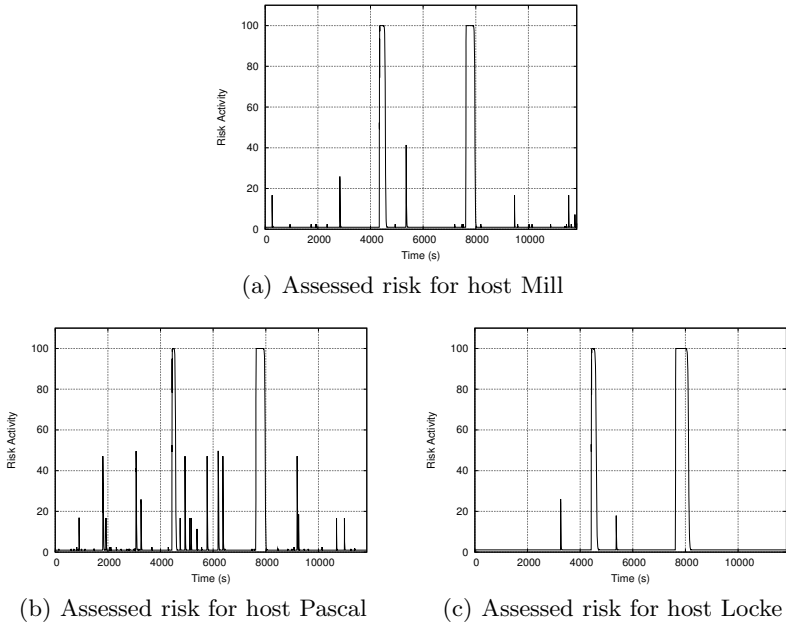 100
80
60
40
20
0
Risk Activity
0 2000 4000 6000 8000 10000
Time (s)
(a) Assessed risk for host Mill
100
80
60
40
20
0
Risk Activity
0 2000 4000 6000 8000 10000
Time (s)
(b) Assessed risk for host Pascal
100
80
60
40
20
0
Risk Activity
0 2000 4000 6000 8000 10000
Time (s)
(c) Assessed risk for host Locke